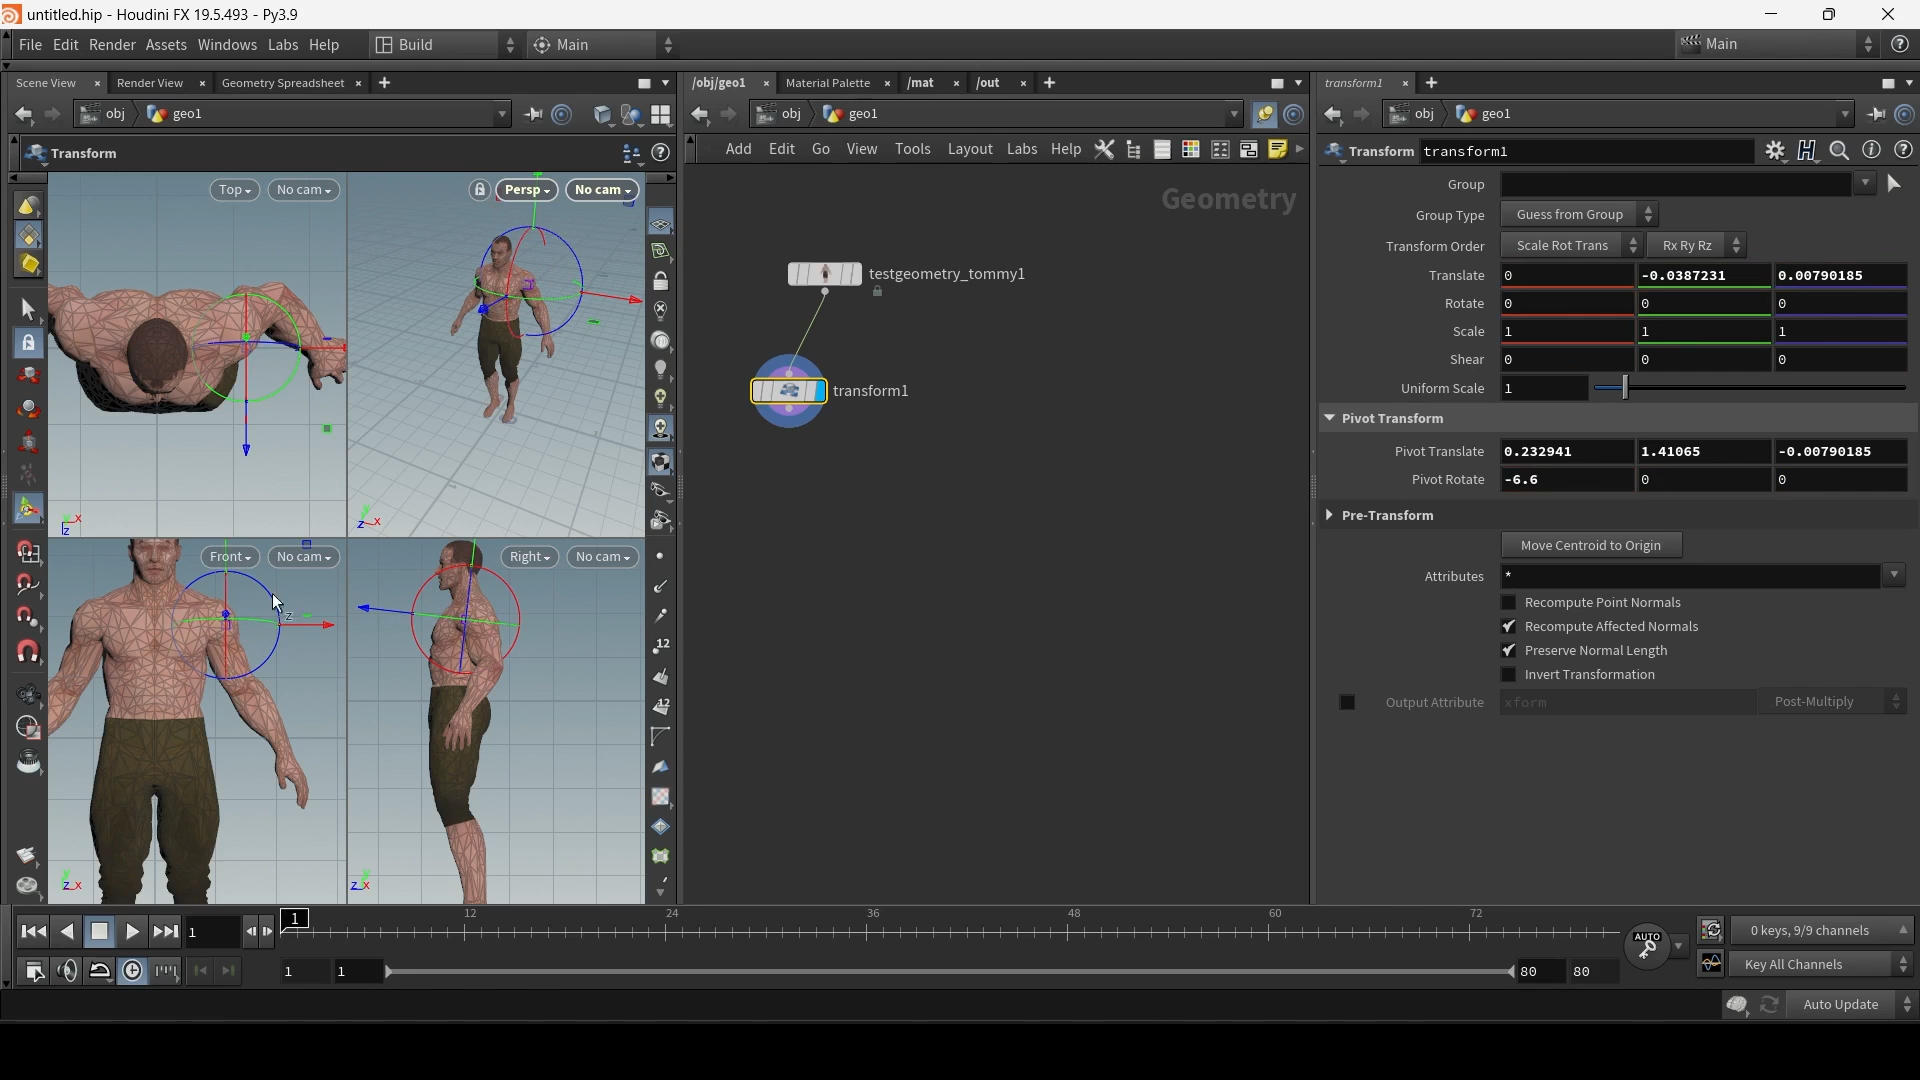 untitled.hip - Houdini FX 19.5.493 - Py3.9
File Edit Render Assets Windows Labs Help Build Main Main
Scene View Render View Geometry Spreadsheet
obj geo1
Transform
Top No cam
Persp No cam
Front No cam
Right No cam
z
y x z
y z x
y z x
y z x
12
12
/obj/geo1 Material Palette /mat /out
obj geo1
Add Edit Go View Tools Layout Labs Help
Geometry
testgeometry_tommy1
transform1
transform1
obj geo1
Transform transform1
Group
Group Type Guess from Group
Transform Order Scale Rot Trans Rx Ry Rz
Translate 0 -0.0387231 0.00790185
Rotate 0 0 0
Scale 1 1 1
Shear 0 0 0
Uniform Scale 1
Pivot Transform
Pivot Translate 0.232941 1.41065 -0.00790185
Pivot Rotate -6.6 0 0
Pre-Transform
Move Centroid to Origin
Attributes *
Recompute Point Normals
Recompute Affected Normals
Preserve Normal Length
Invert Transformation
Output Attribute xform Post-Multiply
1 1 12 24 36 48 60 72
AUTO
0 keys, 9/9 channels
1 1 80 80
Key All Channels
Auto Update